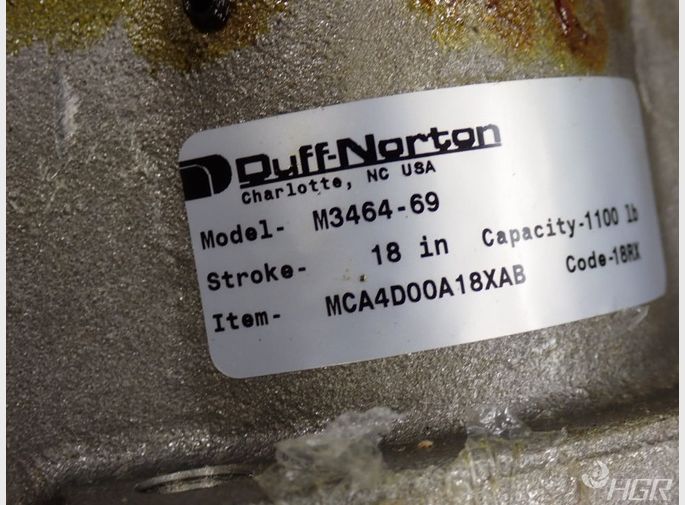 Duff-Norton
Charlotte, NC USA
Model- M3464-69
Stroke- 18 in Capacity-1100 lb
Item- MCA4D00A18XAB Code-18RX
HGR